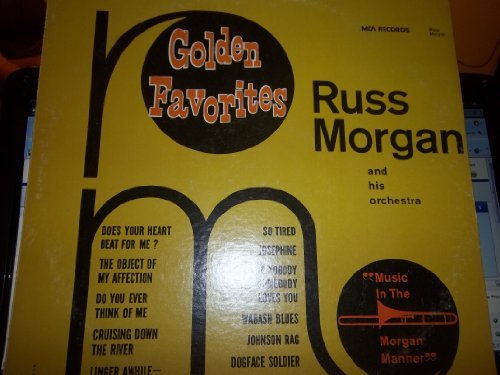 MCA RECORDS
Golden
Favorites
Russ
Morgan
and
his
orchestra
DOES YOUR HEART
BEAT FOR ME ?
THE OBJECT OF
MY AFFECTION
DO YOU EVER
THINK OF ME
CRUISING DOWN
THE RIVER
LINGER AWHILE—
SO TIRED
JOSEPHINE
NOBODY
LOVES YOU
WABASH BLUES
JOHNSON RAG
DOGFACE SOLDIER
"Music
In The
Morgan
Manner"